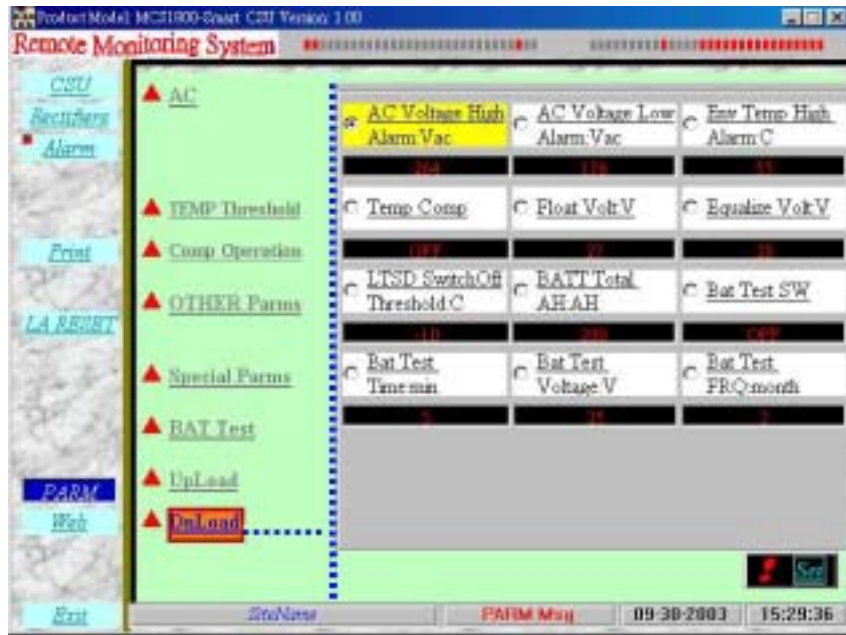 Product Model: MCS1800-Smart CSU Version: 1.00
Remote Monitoring System
CSU
Rectifiers
Alarm
Print
LA RESET
PARM
Web
Exit
AC
TEMP Threshold
Comp Operation
OTHER Parms
Special Parms
BAT Test
UpLoad
DnLoad
AC Voltage High Alarm:Vac
AC Voltage Low Alarm:Vac
Env Temp High Alarm:C
264
176
55
Temp Comp
Float Volt:V
Equalize Volt:V
OFF
27
LTSD SwitchOff Threshold:C
BATT Total AH:AH
Bat Test SW
-10
200
OFF
Bat Test Time:min
Bat Test Voltage:V
Bat Test FRQ:month
5
Set
SiteName
PARM Msg
09-30-2003
15:29:36